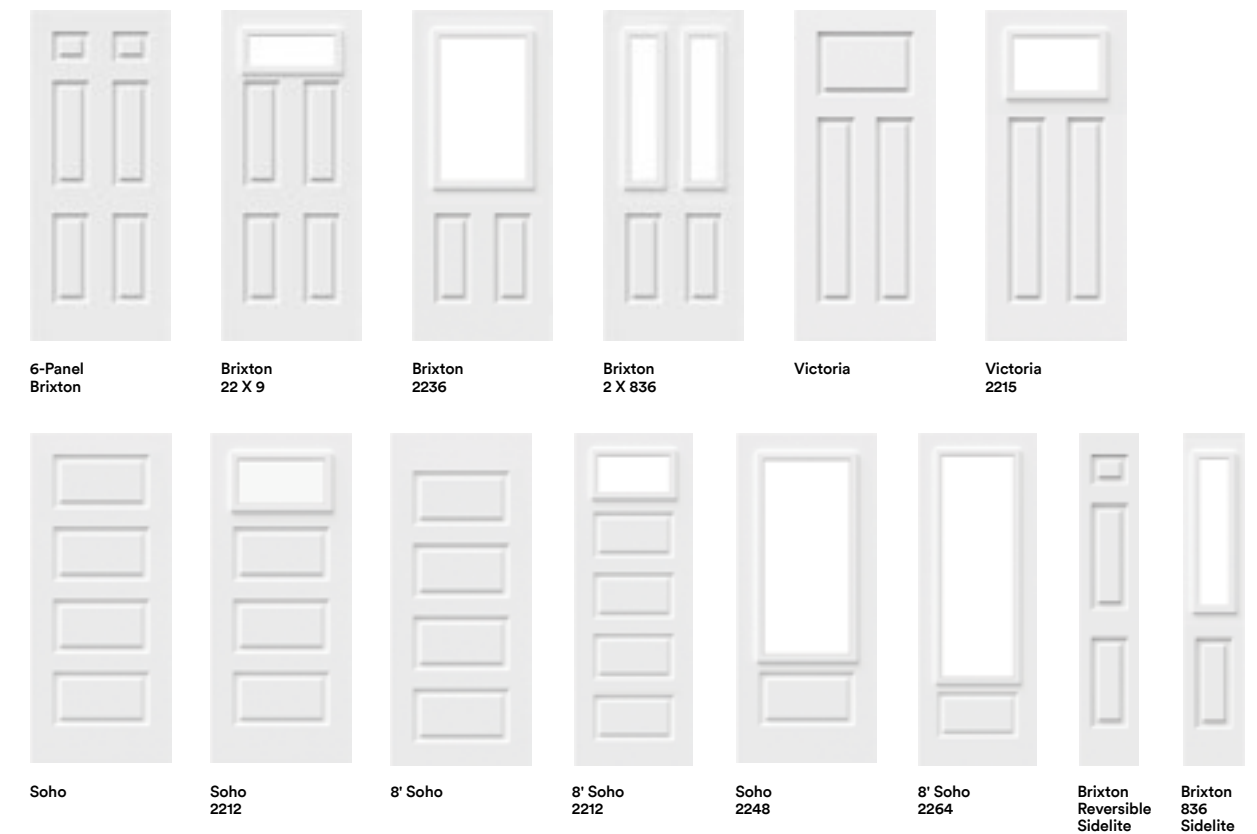 6-Panel
Brixton
Brixton
22 X 9
Brixton
2236
Brixton
2 X 836
Victoria
Victoria
2215
Soho
Soho
2212
8' Soho
8' Soho
2212
Soho
2248
8' Soho
2264
Brixton
Reversible
Sidelite
Brixton
836
Sidelite